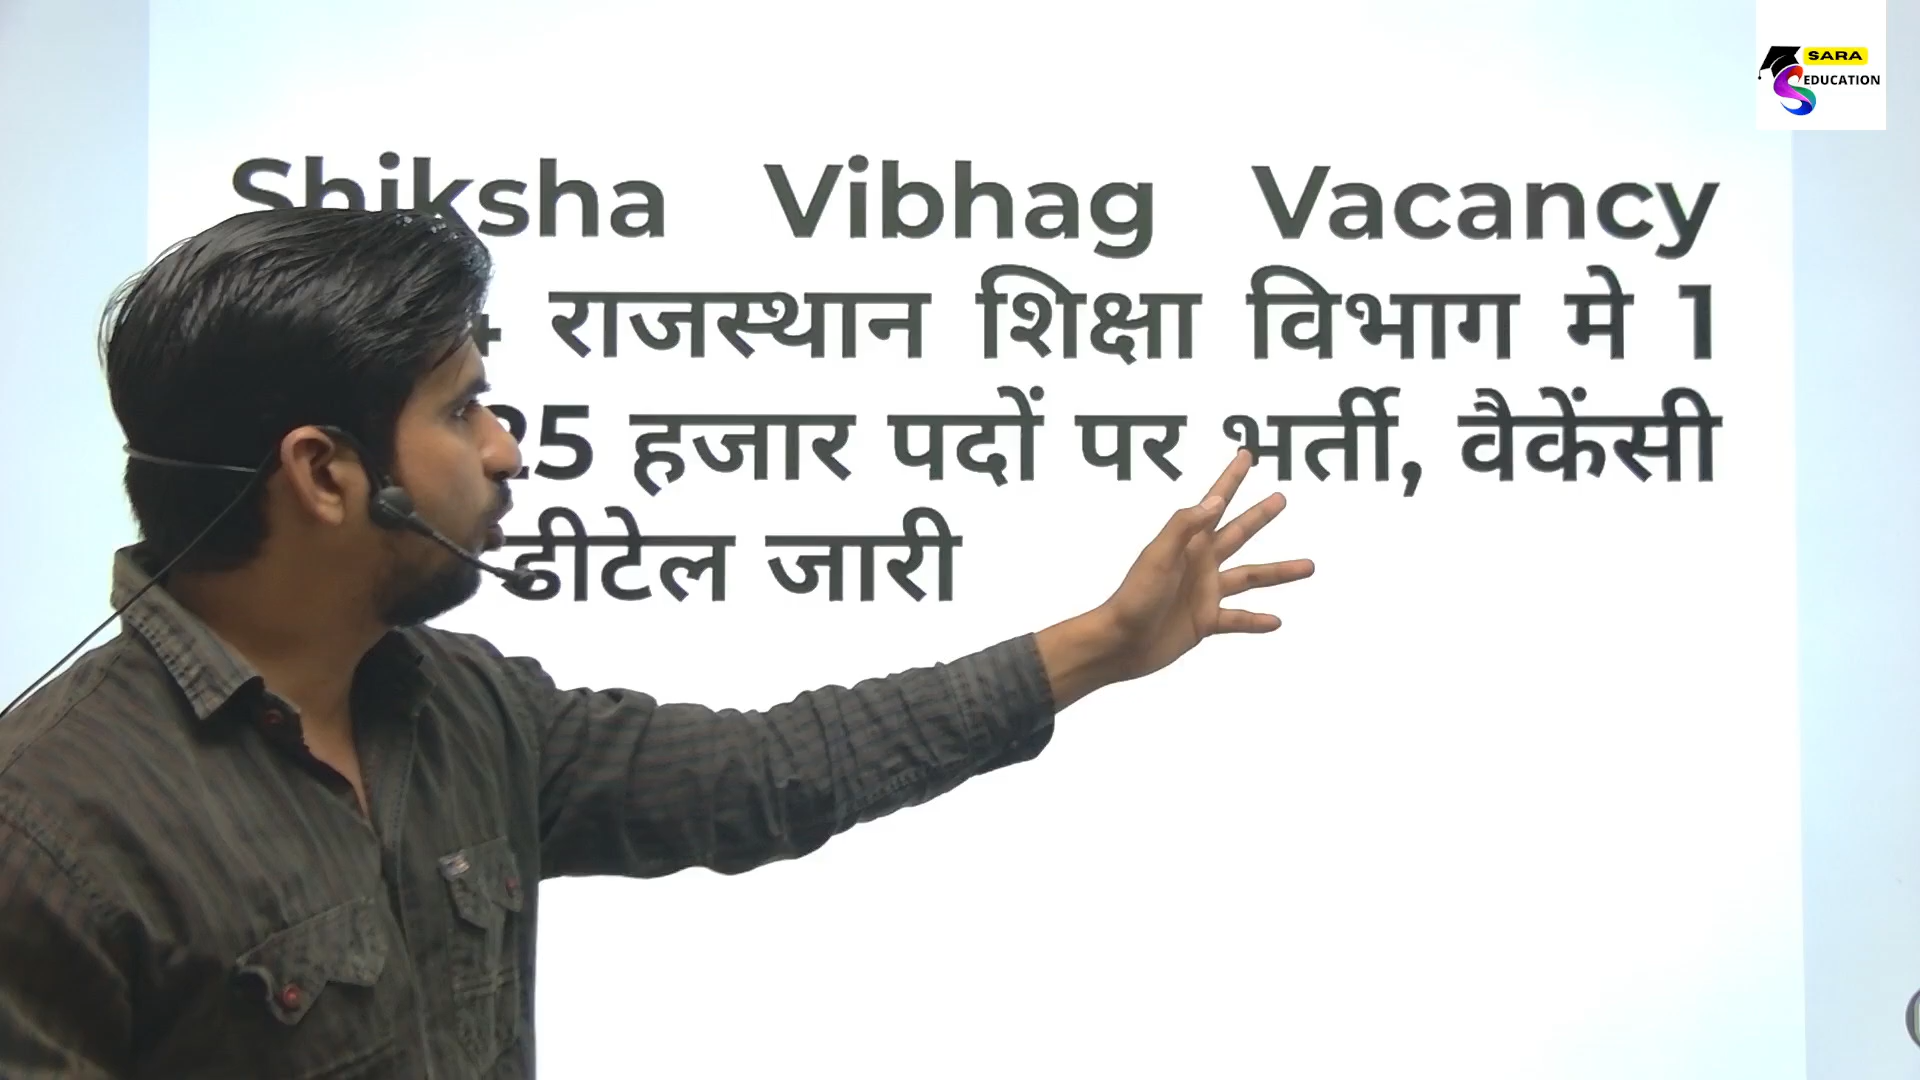 SARA
EDUCATION
Shiksha Vibhag Vacancy
राजस्थान शिक्षा विभाग मे 1
25 हजार पदों पर भर्ती, वैकेंसी
डीटेल जारी